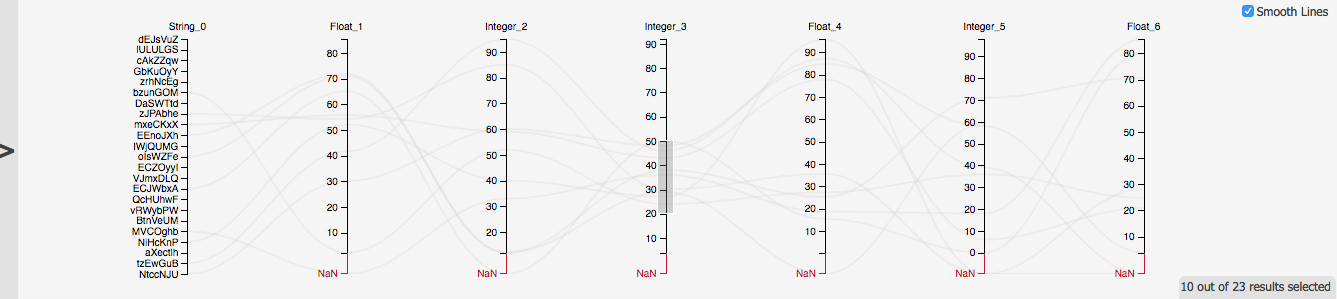 Smooth Lines
String_0 Float_1 Integer_2 Integer_3 Float_4 Integer_5 Float_6
dEJsVuZ
IULULGS
cAkZZqw
GbKuOyY
zrhNcEg
bzunGOM
DaSWTtd
zJPAbhe
mxeCKxX
EEnoJXh
IWjQUMG
oIsWZFe
ECZOyyI
VJmxDLQ
ECJWbxA
QcHUhwF
vRWybPW
BtnVeUM
MVCOghb
NiHcKnP
aXectIh
tzEwGuB
NtccNJU
80
70
60
50
40
30
20
10
NaN
90
80
70
60
50
40
30
20
NaN
90
80
70
60
50
40
30
20
10
NaN
90
80
70
60
50
40
30
20
10
NaN
90
80
70
60
50
40
30
20
10
0
NaN
80
70
60
50
40
30
20
10
NaN
>
10 out of 23 results selected